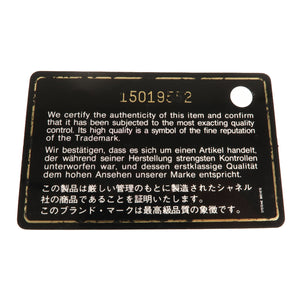 We certify the authenticity of this item and confirm
that it has been subjected to the most exacting quality
control. Its high quality is a symbol of the fine reputation
of the Trademark.
Wir bestätigen, dass es sich um einen Artikel handelt,
der während seiner Herstellung strengsten Kontrollen
unterworfen war, und dessen erstklassige Qualität
dem hohen Ansehen unserer Marke entspricht.
この製品は厳しい管理のもとに製造されたシャネル
社の商品であることを証明いたします。
このブランド・マークは最高級品質の象徴です。